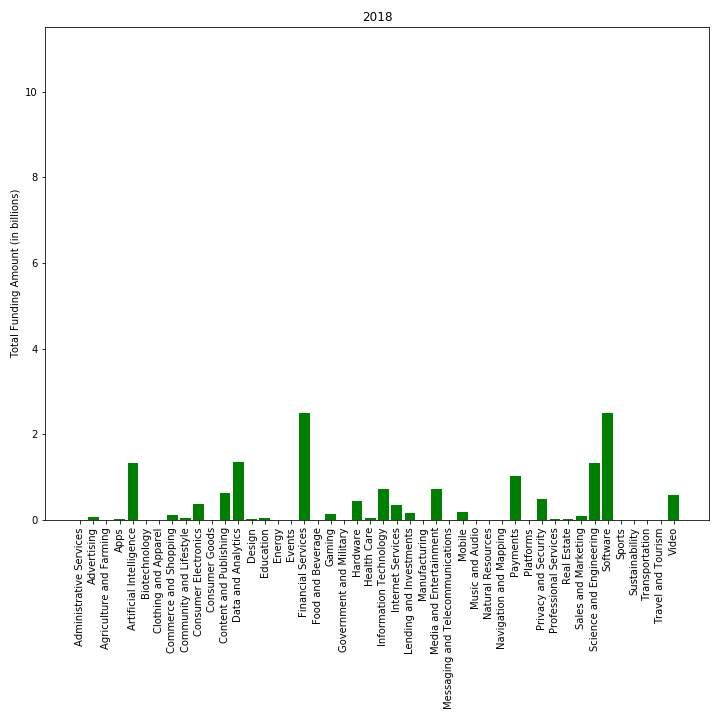 2018
Total Funding Amount (in billions)
10
8
6
4
2
0
Administrative Services
Advertising
Agriculture and Farming
Apps
Artificial Intelligence
Biotechnology
Clothing and Apparel
Commerce and Shopping
Community and Lifestyle
Consumer Electronics
Consumer Goods
Content and Publishing
Data and Analytics
Design
Education
Energy
Events
Financial Services
Food and Beverage
Gaming
Government and Military
Hardware
Health Care
Information Technology
Internet Services
Lending and Investments
Manufacturing
Media and Entertainment
Messaging and Telecommunications
Mobile
Music and Audio
Natural Resources
Navigation and Mapping
Payments
Platforms
Privacy and Security
Professional Services
Real Estate
Sales and Marketing
Science and Engineering
Software
Sports
Sustainability
Transportation
Travel and Tourism
Video